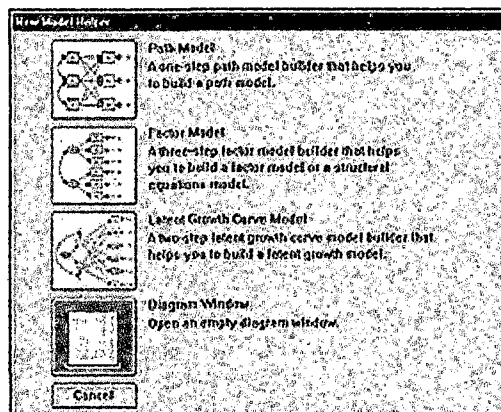 New Model Helper
Path Model
A one-step path model builder that helps you
to build a path model.
Factor Model
A three-step factor model builder that helps
you to build a factor model or a structural
equations model.
Latent Growth Curve Model
A two-step latent growth curve model builder that
helps you to build a latent growth model.
Diagram Window
Open an empty diagram window.
Cancel